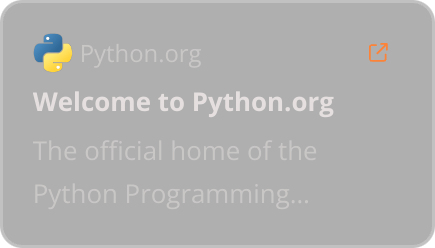 Python.org
Welcome to Python.org
The official home of the
Python Programming...